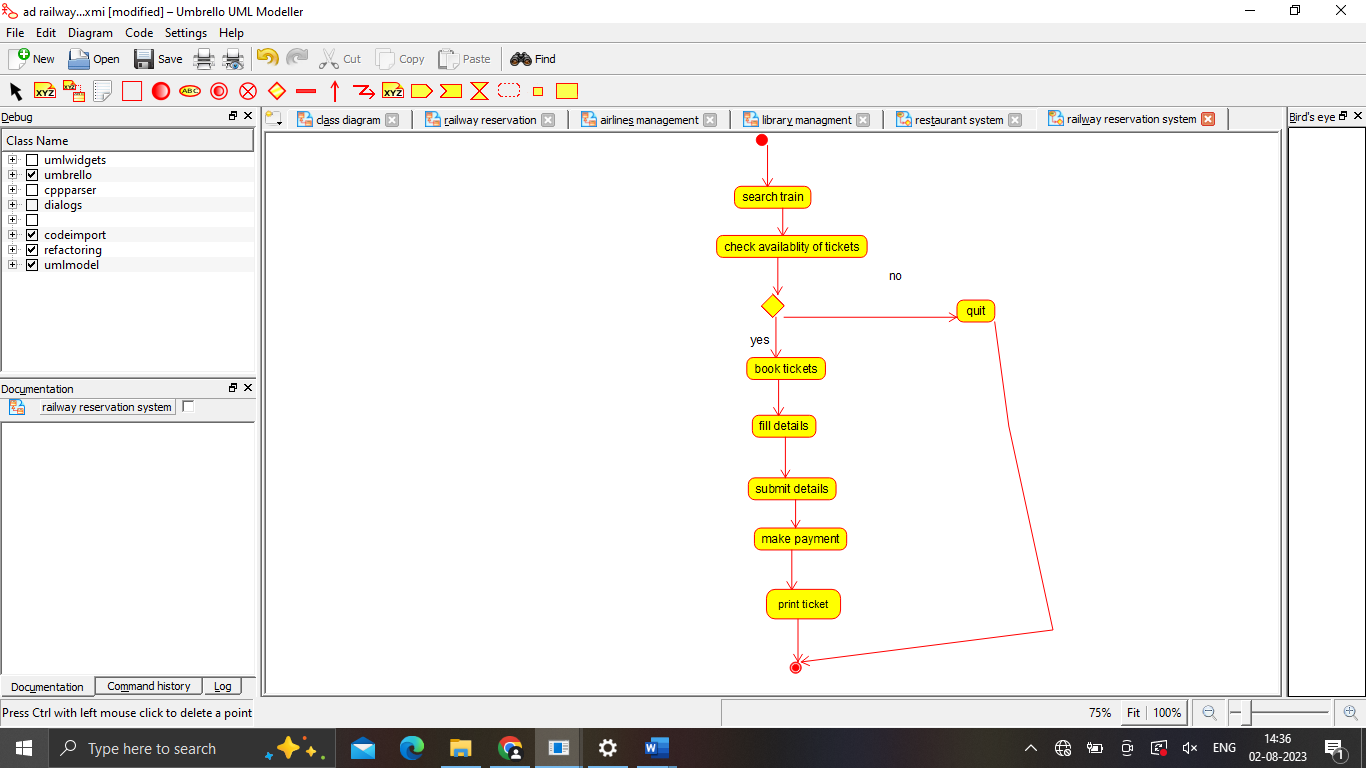 ad railway...xmi [modified] – Umbrello UML Modeller
File Edit Diagram Code Settings Help
New Open Save Cut Copy Paste Find
XYZ XYZ ABC XYZ
Debug
Class Name
umlwidgets
umbrello
cppparser
dialogs
codeimport
refactoring
umlmodel
Documentation
railway reservation system
Documentation Command history Log
class diagram railway reservation airlines management library managment restaurant system railway reservation system
search train
check availablity of tickets
no
quit
yes
book tickets
fill details
submit details
make payment
print ticket
Bird's eye
Press Ctrl with left mouse click to delete a point
75% Fit 100%
Type here to search
ENG
14:36
02-08-2023
1